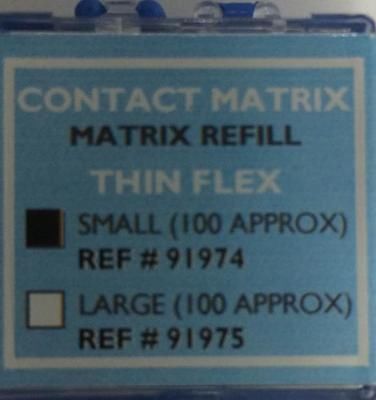 CONTACT MATRIX
MATRIX REFILL
THIN FLEX
SMALL (100 APPROX)
REF # 91974
LARGE (100 APPROX)
REF # 91975